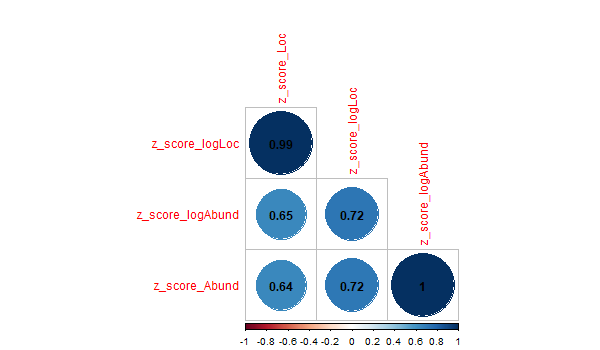 z_score_Loc
z_score_logLoc
z_score_logAbund
z_score_logLoc 0.99
z_score_logAbund 0.65 0.72
z_score_Abund 0.64 0.72 1
-1 -0.8 -0.6 -0.4 -0.2 0 0.2 0.4 0.6 0.8 1